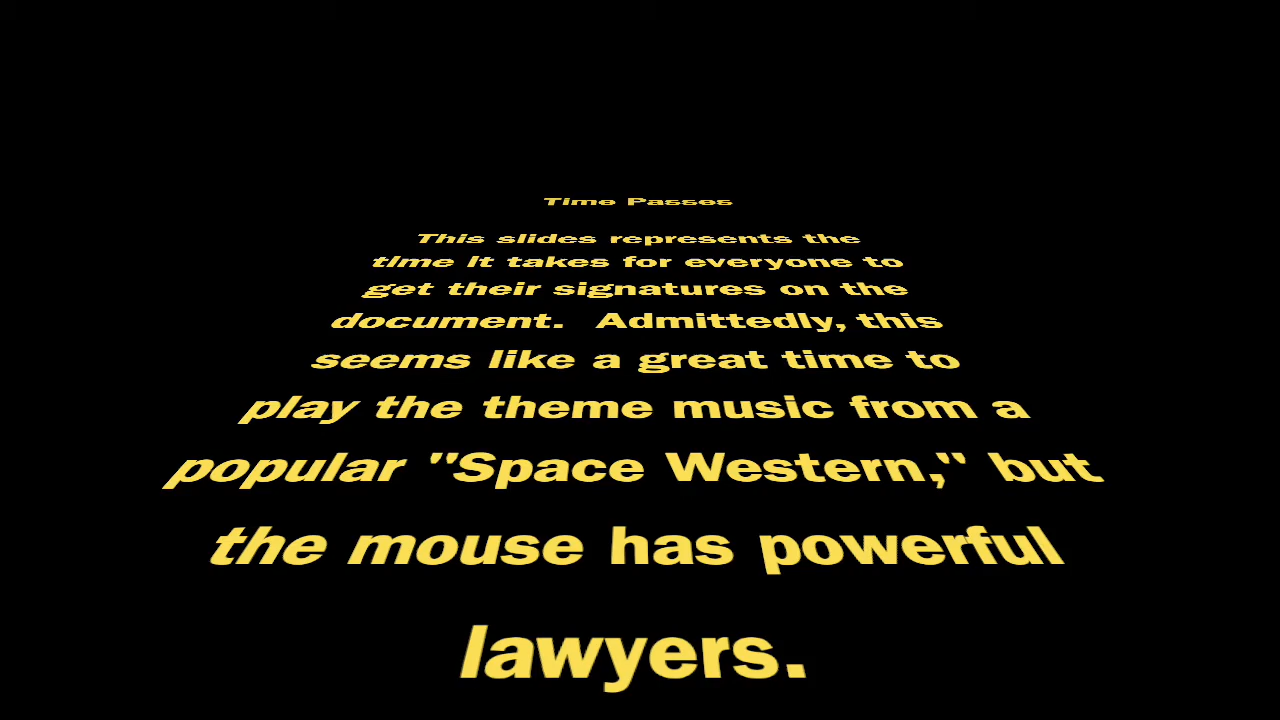 Time Passes
This slides represents the
time it takes for everyone to
get their signatures on the
document.  Admittedly, this
seems like a great time to
play the theme music from a
popular "Space Western," but
the mouse has powerful
lawyers.